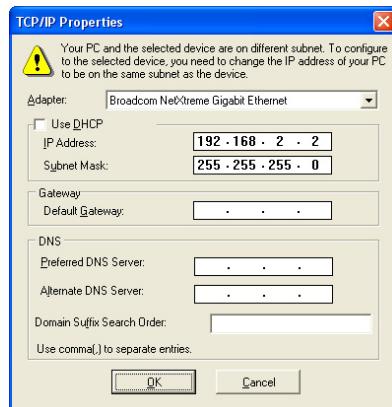 TCP/IP Properties
Your PC and the selected device are on different subnet. To configure
to the selected device, you need to change the IP address of your PC
to be on the same subnet as the device.
Adapter: Broadcom NetXtreme Gigabit Ethernet
Use DHCP
IP Address: 192 . 168 . 2 . 2
Subnet Mask: 255 . 255 . 255 . 0
Gateway
Default Gateway: . . .
DNS
Preferred DNS Server: . . .
Alternate DNS Server: . . .
Domain Suffix Search Order:
Use comma(,) to separate entries.
OK Cancel